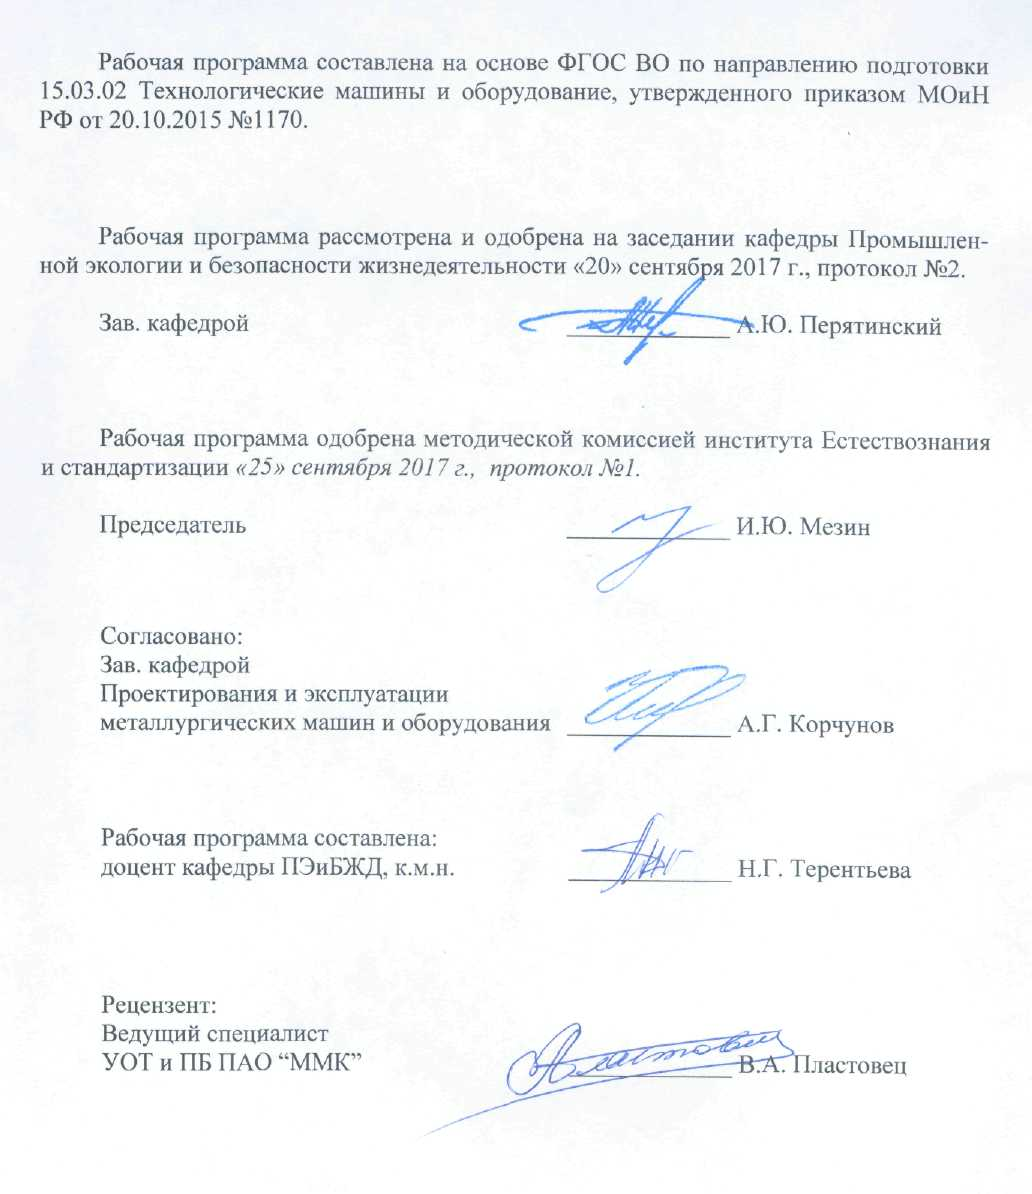 Рабочая программа составлена на основе ФГОС ВО по направлению подготовки
15.03.02 Технологические машины и оборудование, утвержденного приказом МОиН
РФ от 20.10.2015 №1170.
Рабочая программа рассмотрена и одобрена на заседании кафедры Промышлен-
ной экологии и безопасности жизнедеятельности «20» сентября 2017 г., протокол №2.
Зав. кафедрой А.Ю. Перятинский
Рабочая программа одобрена методической комиссией института Естествознания
и стандартизации «25» сентября 2017 г., протокол №1.
Председатель И.Ю. Мезин
Согласовано:
Зав. кафедрой
Проектирования и эксплуатации
металлургических машин и оборудования А.Г. Корчунов
Рабочая программа составлена:
доцент кафедры ПЭиБЖД, к.м.н. Н.Г. Терентьева
Рецензент:
Ведущий специалист
УОТ и ПБ ПАО “ММК” В.А. Пластовец